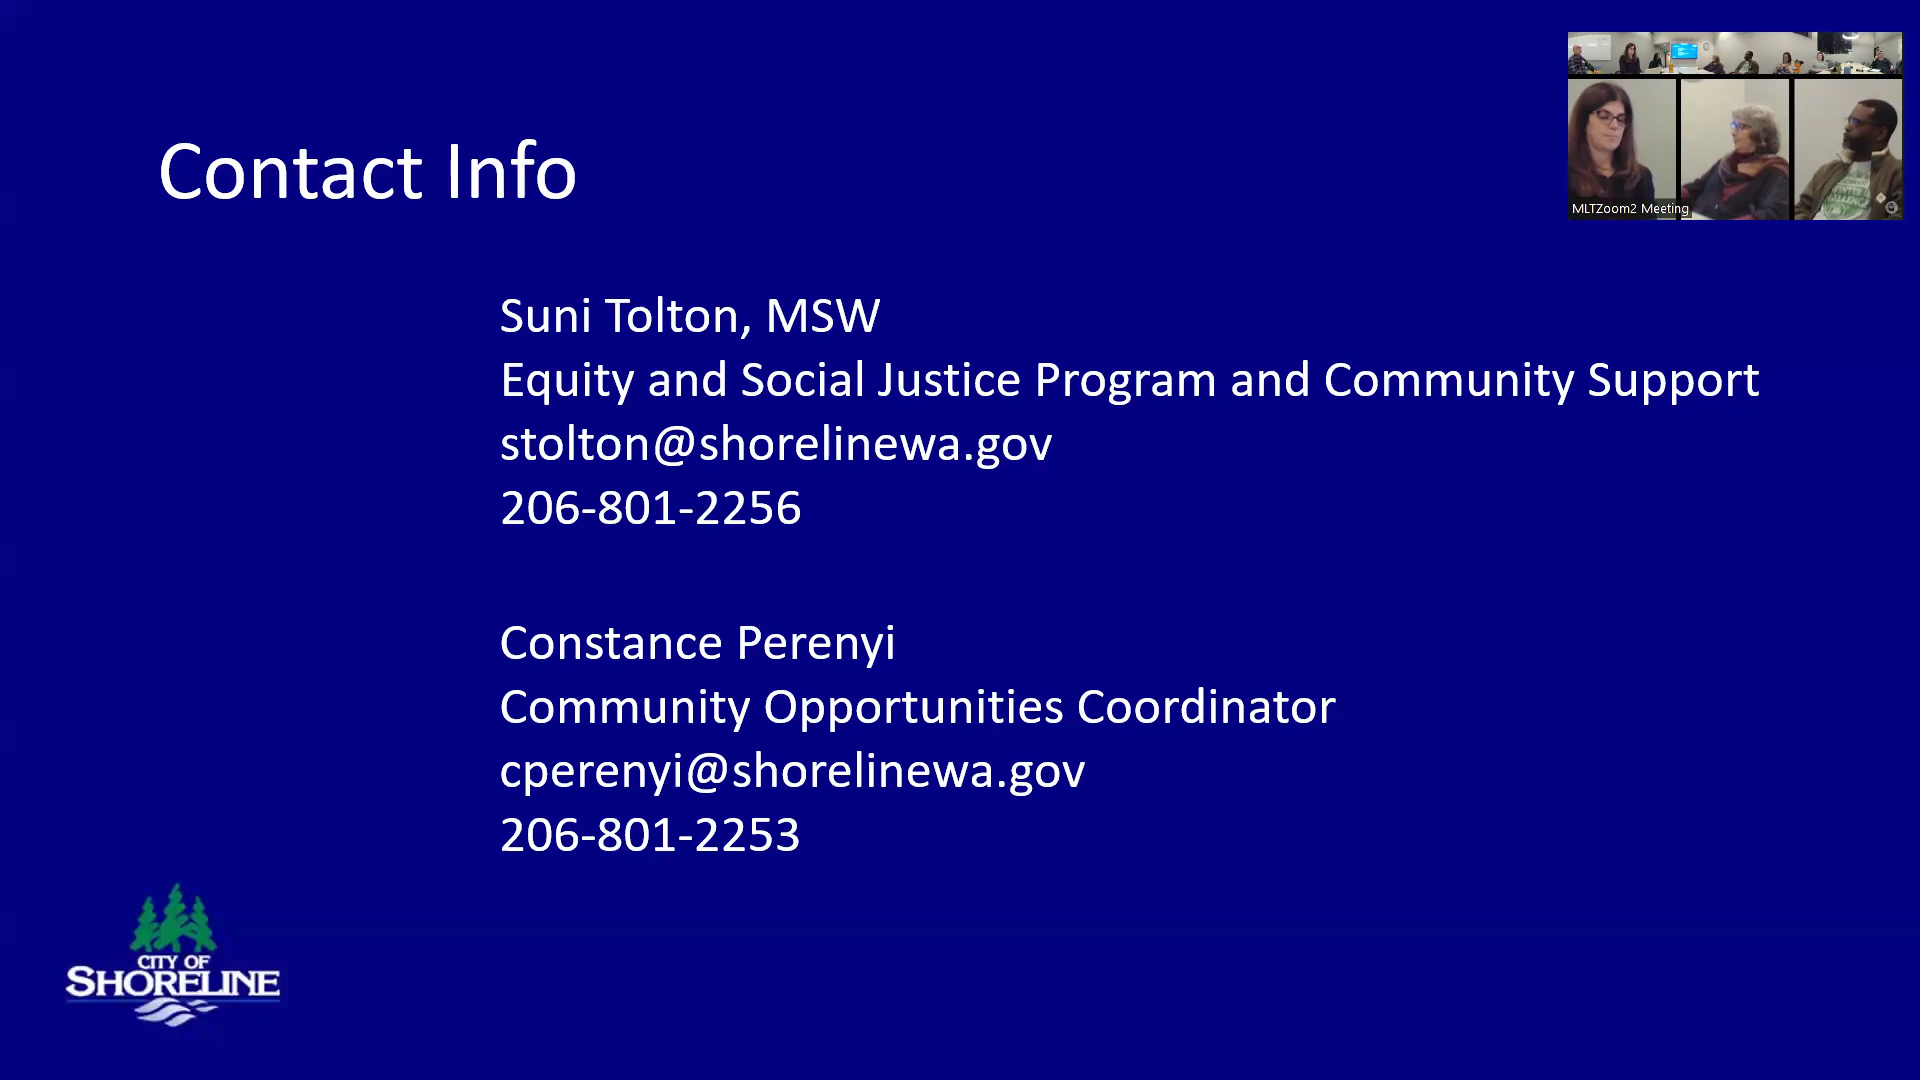 MLTZoom2 Meeting
Contact Info
Suni Tolton, MSW
Equity and Social Justice Program and Community Support
stolton@shorelinewa.gov
206-801-2256
Constance Perenyi
Community Opportunities Coordinator
cperenyi@shorelinewa.gov
206-801-2253
CITY OF
SHORELINE